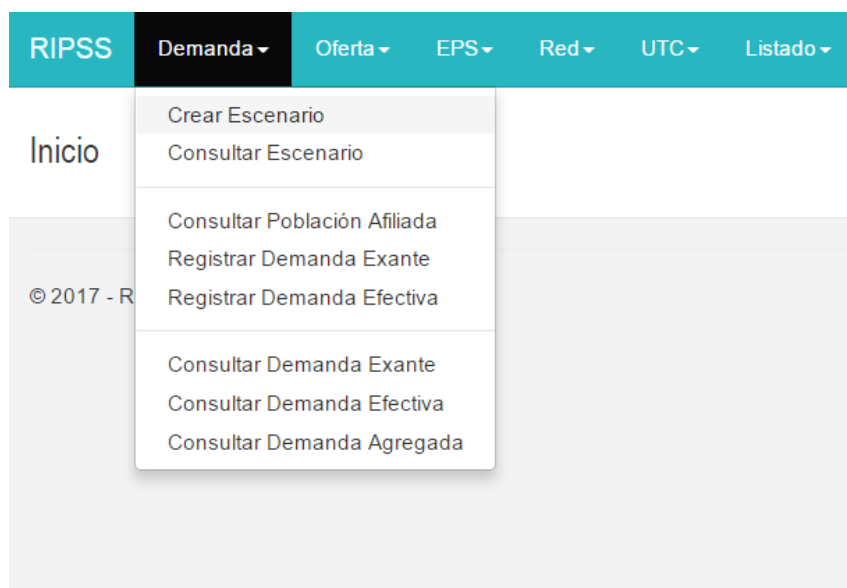 RIPSS Demanda Oferta EPS Red UTC Listado
Crear Escenario
Inicio
Consultar Escenario
Consultar Población Afiliada
Registrar Demanda Exante
© 2017 - R
Registrar Demanda Efectiva
Consultar Demanda Exante
Consultar Demanda Efectiva
Consultar Demanda Agregada